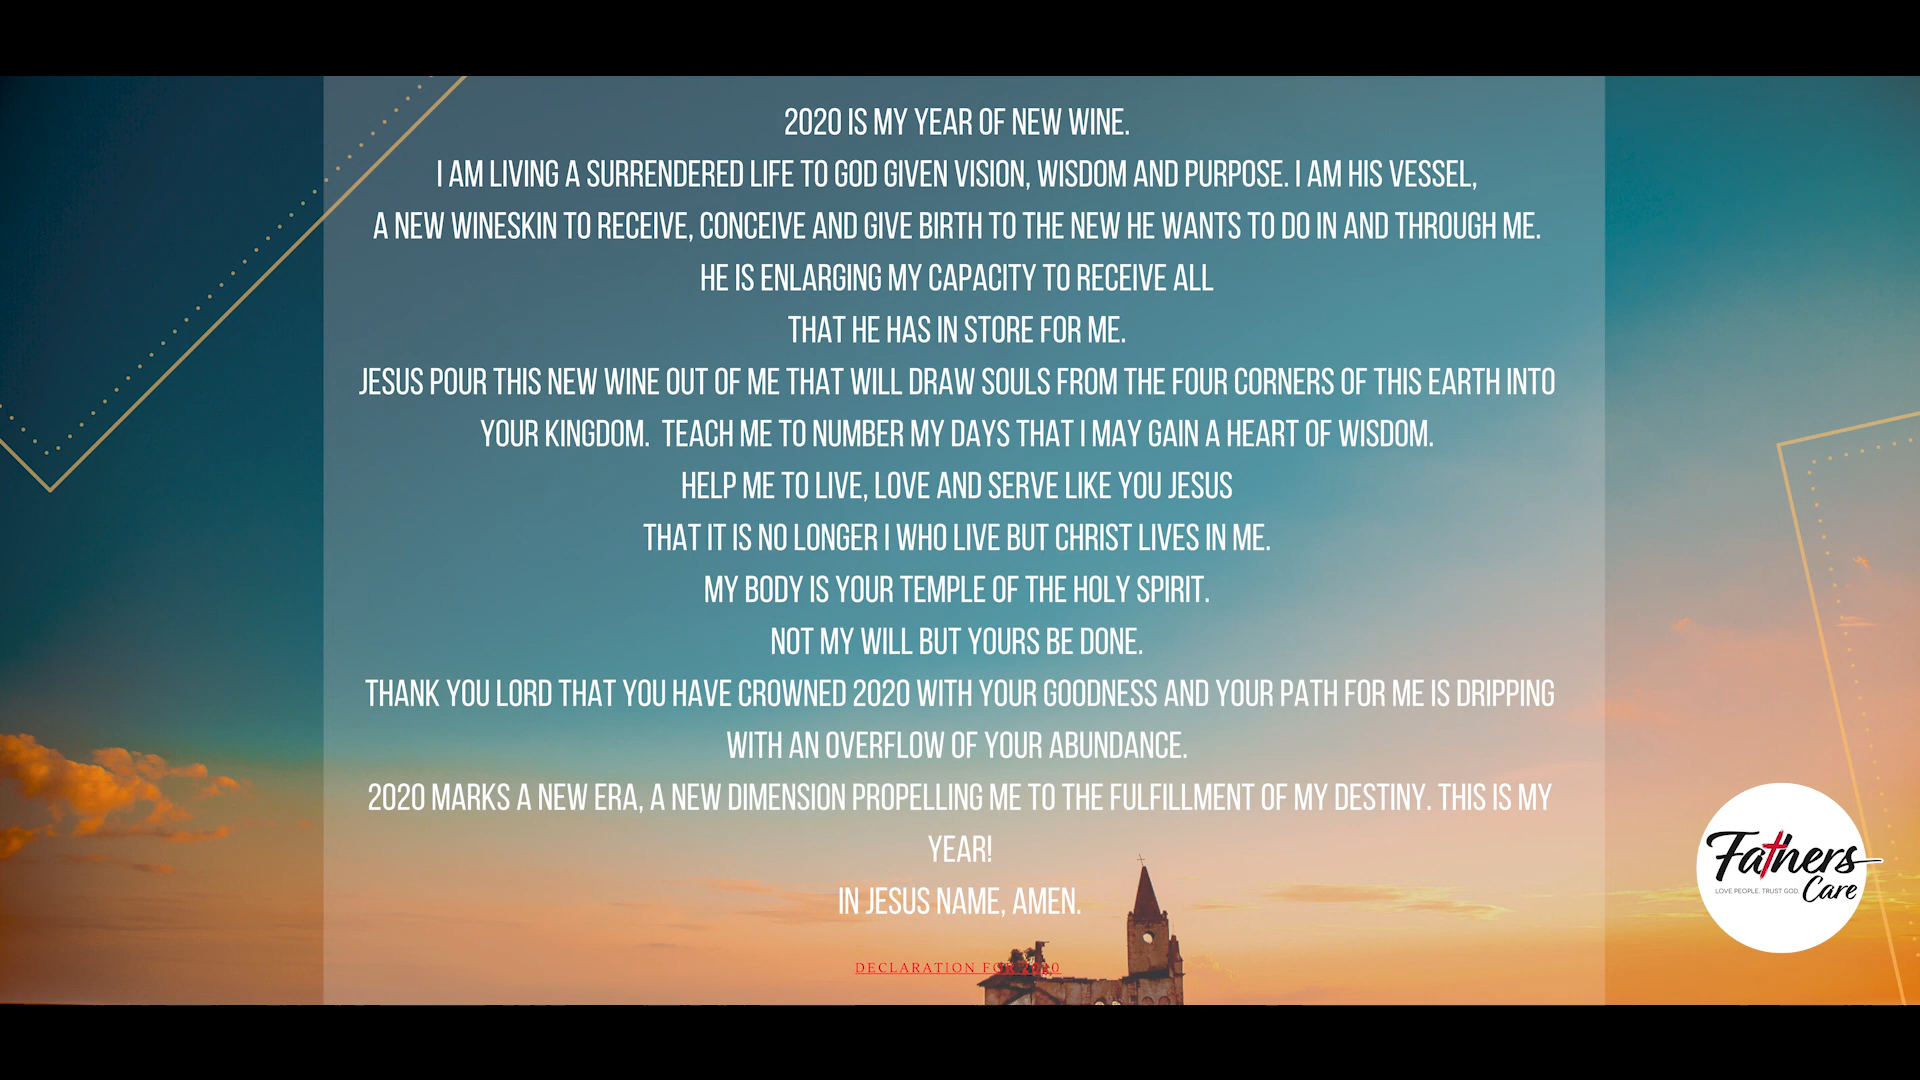 2020 IS MY YEAR OF NEW WINE.
I AM LIVING A SURRENDERED LIFE TO GOD GIVEN VISION, WISDOM AND PURPOSE. I AM HIS VESSEL,
A NEW WINESKIN TO RECEIVE, CONCEIVE AND GIVE BIRTH TO THE NEW HE WANTS TO DO IN AND THROUGH ME.
HE IS ENLARGING MY CAPACITY TO RECEIVE ALL
THAT HE HAS IN STORE FOR ME.
JESUS POUR THIS NEW WINE OUT OF ME THAT WILL DRAW SOULS FROM THE FOUR CORNERS OF THIS EARTH INTO
YOUR KINGDOM. TEACH ME TO NUMBER MY DAYS THAT I MAY GAIN A HEART OF WISDOM.
HELP ME TO LIVE, LOVE AND SERVE LIKE YOU JESUS
THAT IT IS NO LONGER I WHO LIVE BUT CHRIST LIVES IN ME.
MY BODY IS YOUR TEMPLE OF THE HOLY SPIRIT.
NOT MY WILL BUT YOURS BE DONE.
THANK YOU LORD THAT YOU HAVE CROWNED 2020 WITH YOUR GOODNESS AND YOUR PATH FOR ME IS DRIPPING
WITH AN OVERFLOW OF YOUR ABUNDANCE.
2020 MARKS A NEW ERA, A NEW DIMENSION PROPELLING ME TO THE FULFILLMENT OF MY DESTINY. THIS IS MY
YEAR!
IN JESUS NAME, AMEN.
DECLARATION FOR 2020
Fathers
LOVE PEOPLE. TRUST GOD. Care